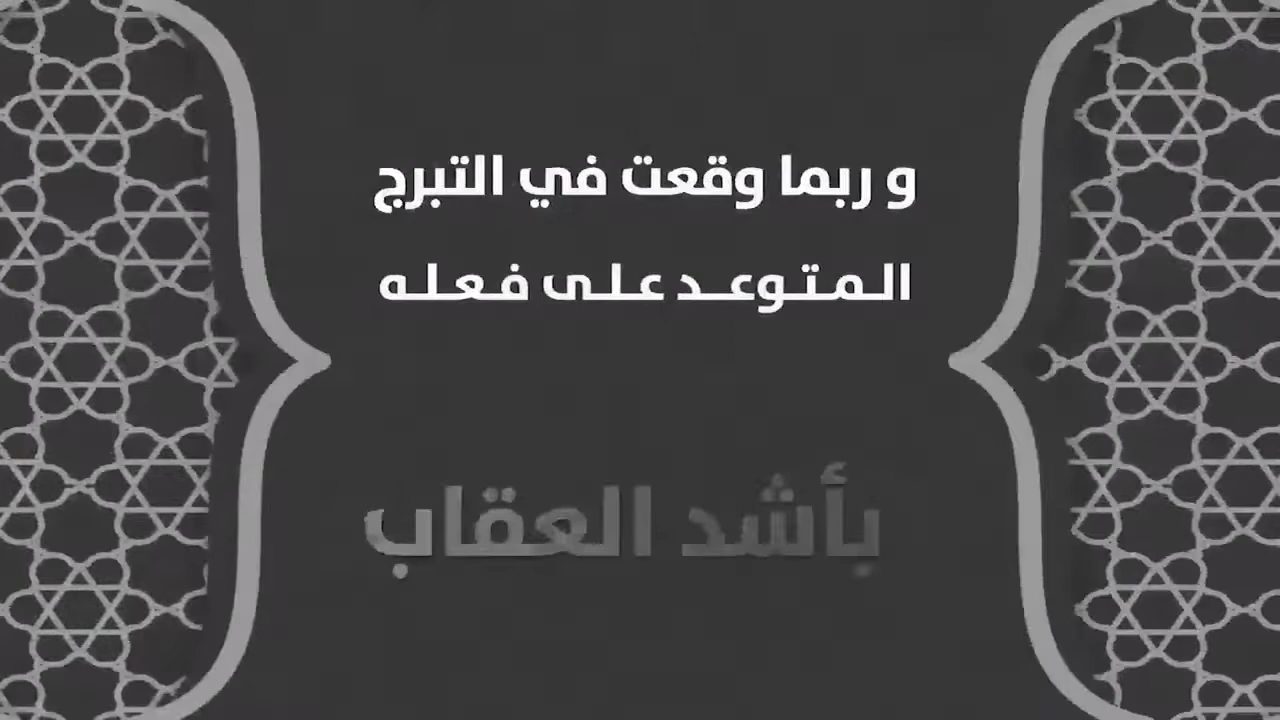 و ربما وقعت في التبرج
المتوعد على فعله
بأشد العقاب